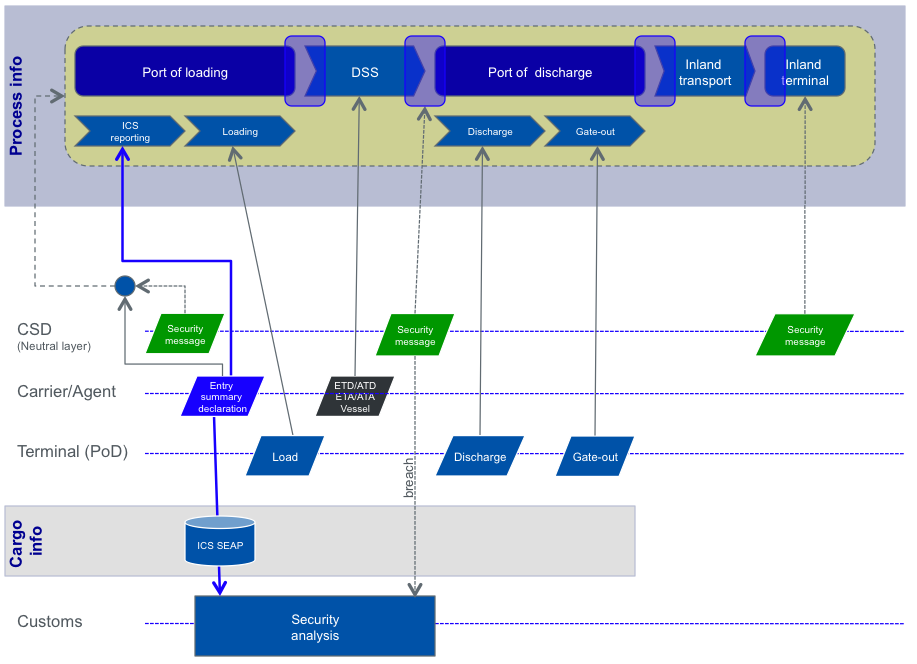 Process info
Port of loading
DSS
Port of  discharge
Inland
transport
Inland
terminal
ICS
reporting
Loading
Discharge
Gate-out
CSD
(Neutral layer)
Security
message
Security
message
Security
message
Carrier/Agent
Entry
summary
declaration
ETD/ATD
ETA/ATA
Vessel
Terminal (PoD)
Load
Discharge
Gate-out
breach
Cargo
info
ICS SEAP
Customs
Security
analysis